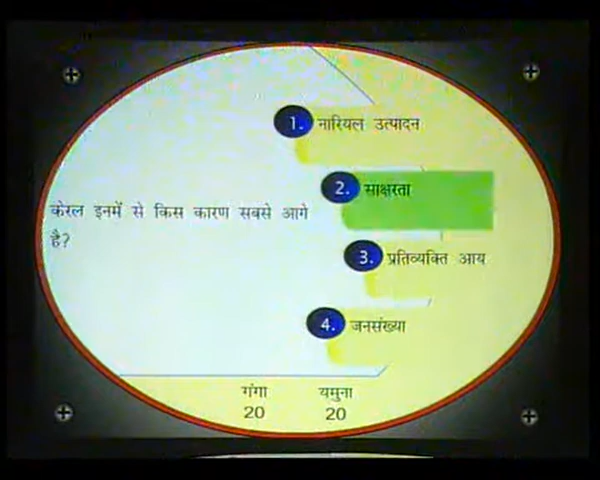 1. नारियल उत्पादन
2. साक्षरता
केरल इनमें से किस कारण सबसे आगे
है?
3. प्रतिव्यक्ति आय
4. जनसंख्या
गंगा यमुना
20 20